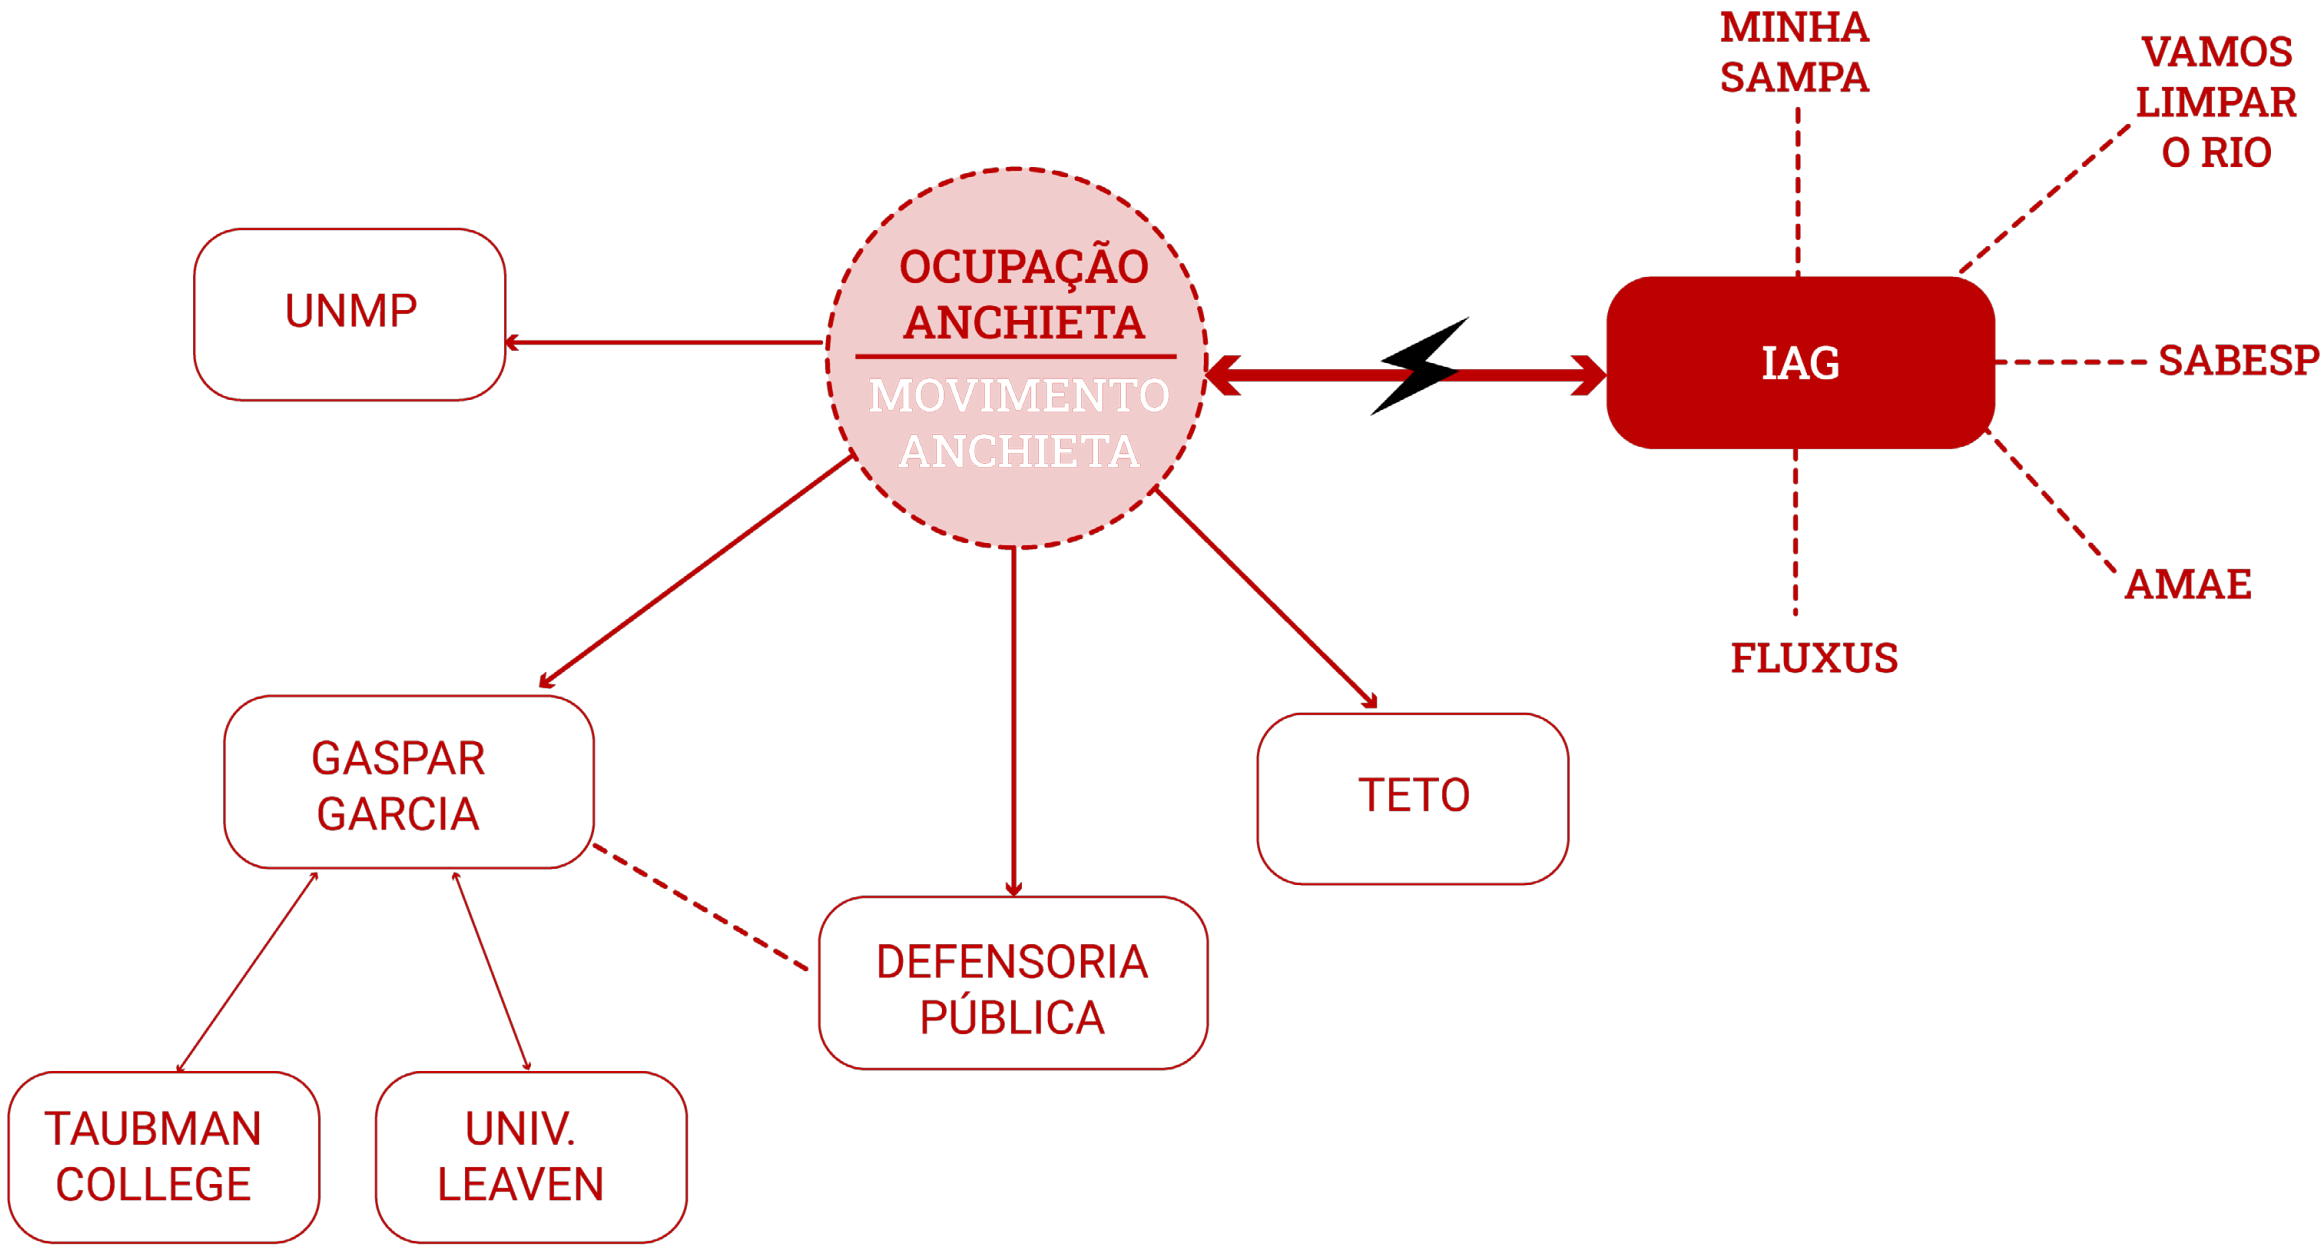 MINHA
SAMPA
VAMOS
LIMPAR
O RIO
OCUPAÇÃO
ANCHIETA
MOVIMENTO
ANCHIETA
UNMP
IAG
SABESP
AMAE
FLUXUS
GASPAR
GARCIA
TETO
DEFENSORIA
PÚBLICA
TAUBMAN
COLLEGE
UNIV.
LEAVEN